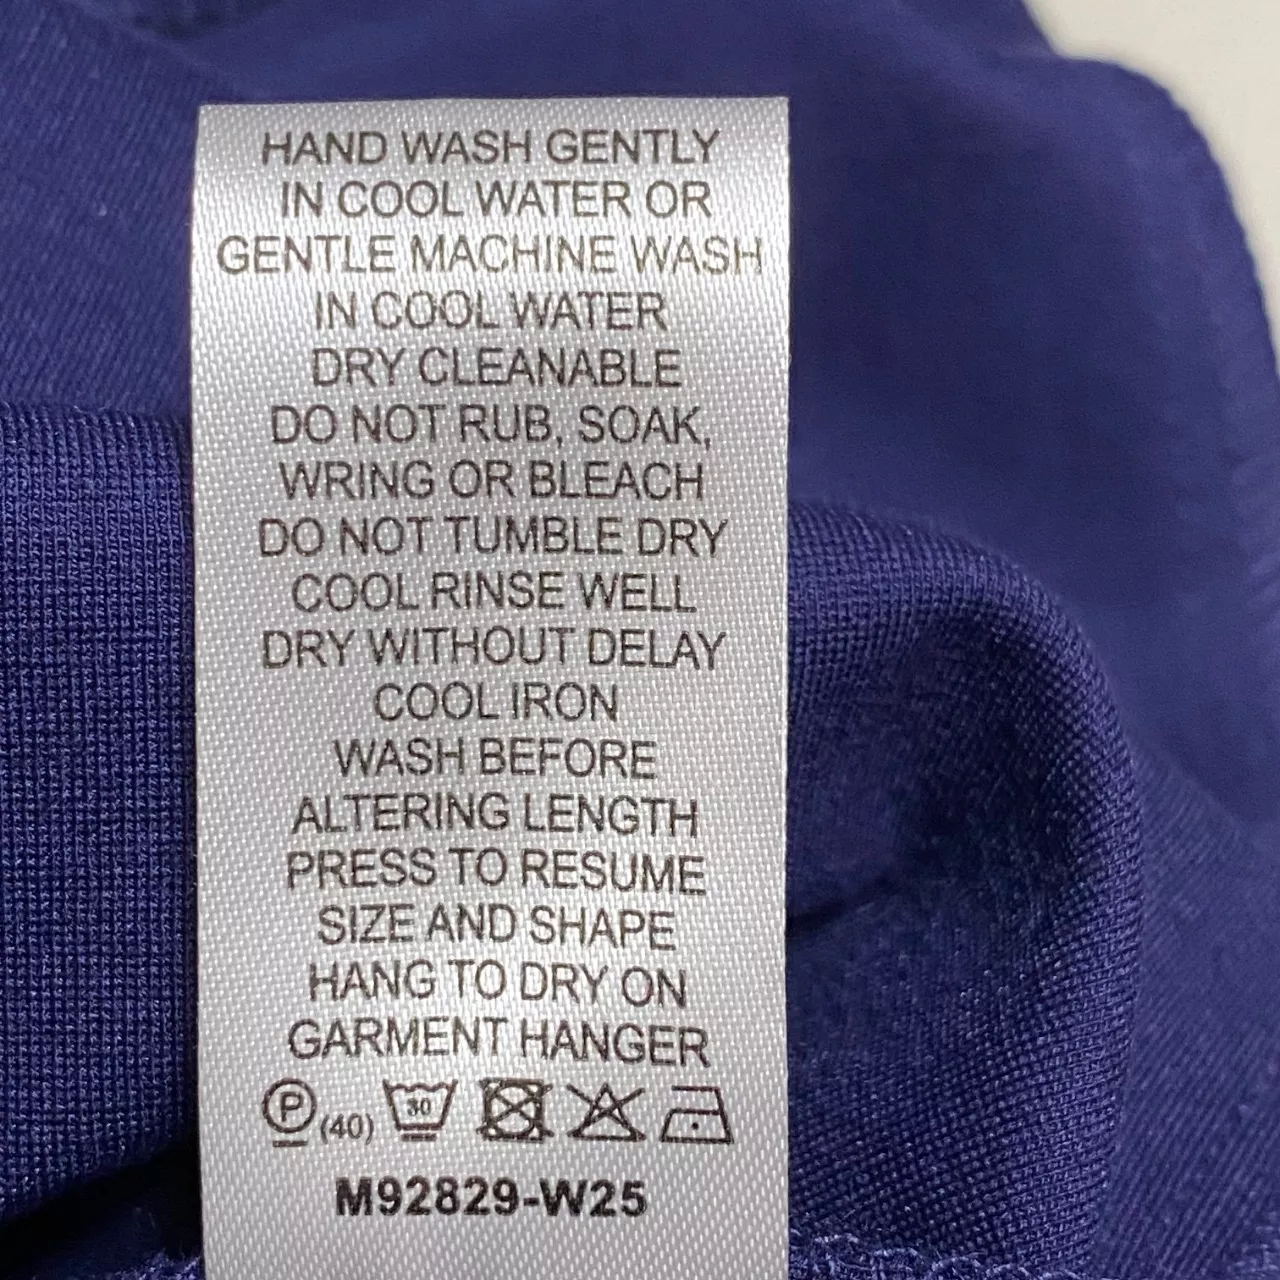 HAND WASH GENTLY
IN COOL WATER OR
GENTLE MACHINE WASH
IN COOL WATER
DRY CLEANABLE
DO NOT RUB, SOAK,
WRING OR BLEACH
DO NOT TUMBLE DRY
COOL RINSE WELL
DRY WITHOUT DELAY
COOL IRON
WASH BEFORE
ALTERING LENGTH
PRESS TO RESUME
SIZE AND SHAPE
HANG TO DRY ON
GARMENT HANGER
P (40) 30
M92829-W25